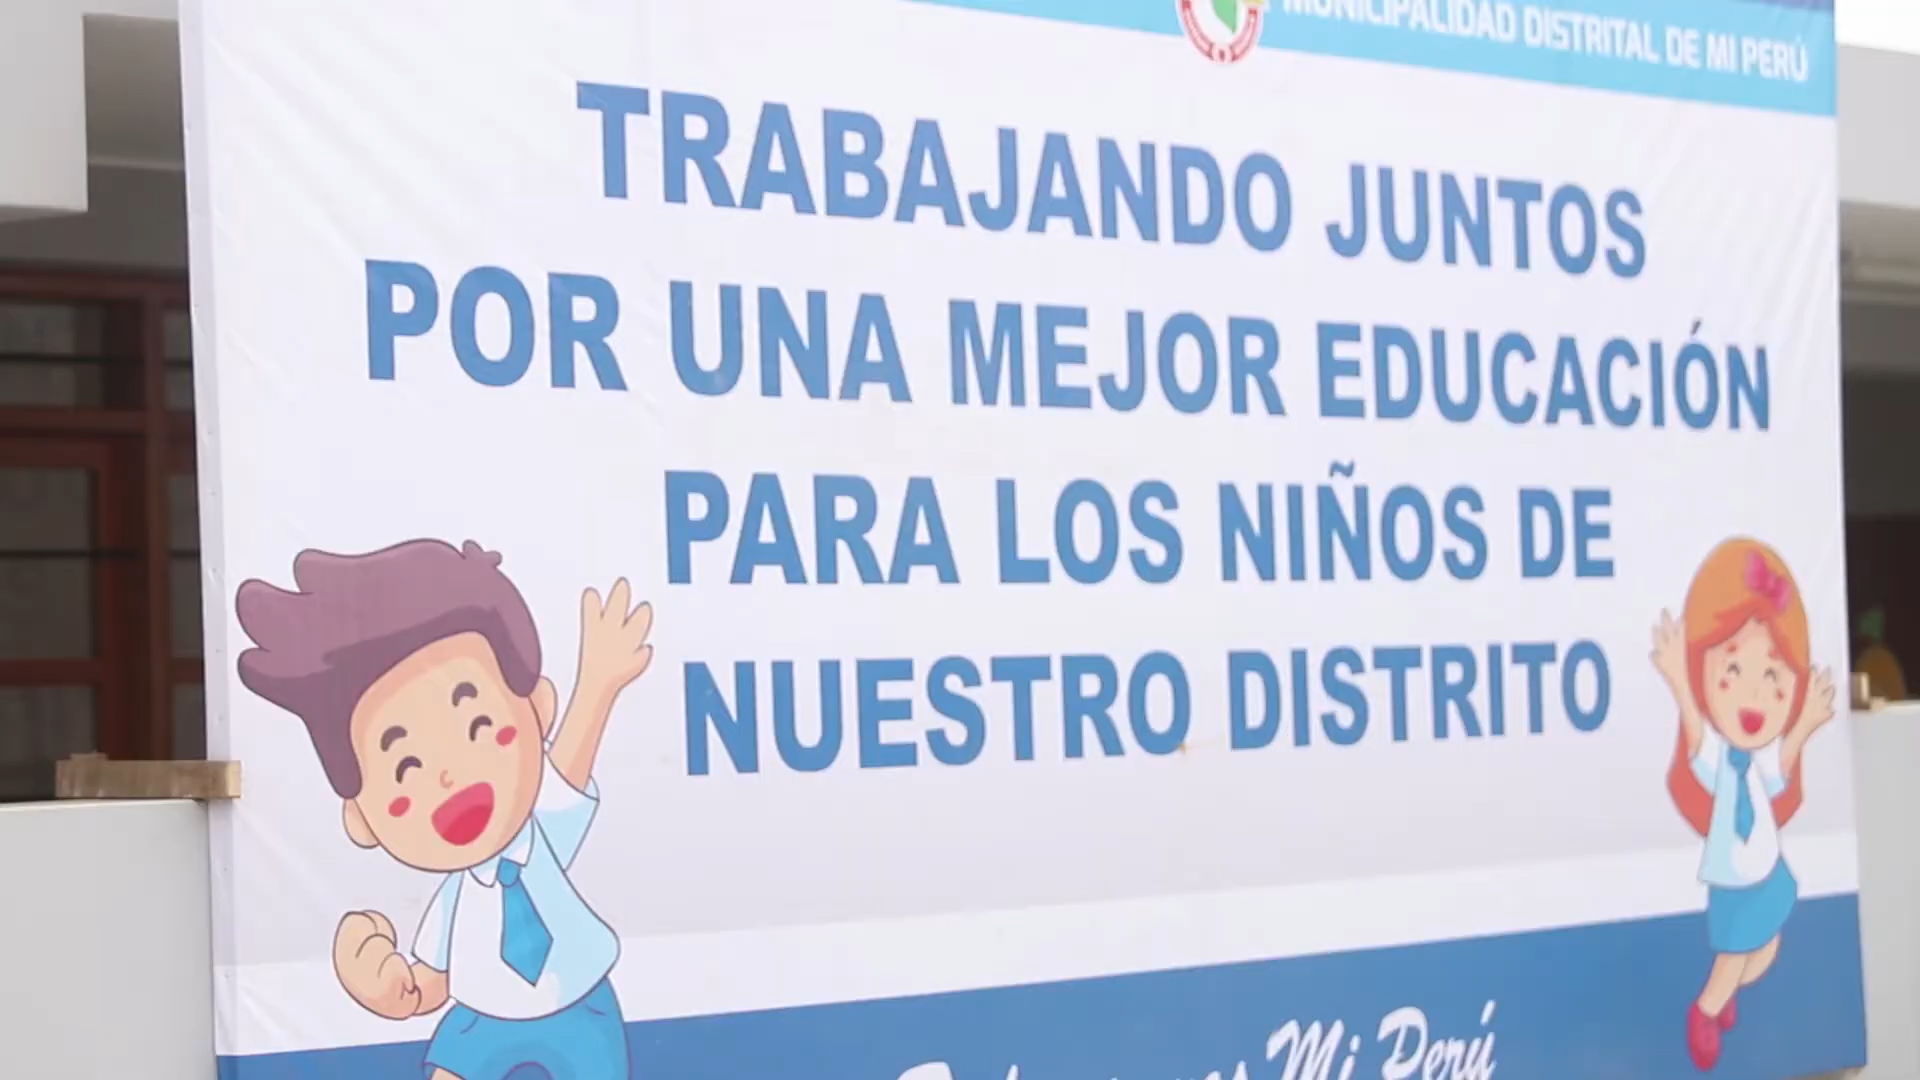 MUNICIPALIDAD DISTRITAL DE MI PERÚ
TRABAJANDO JUNTOS
POR UNA MEJOR EDUCACIÓN
PARA LOS NIÑOS DE
NUESTRO DISTRITO
Mi Perú